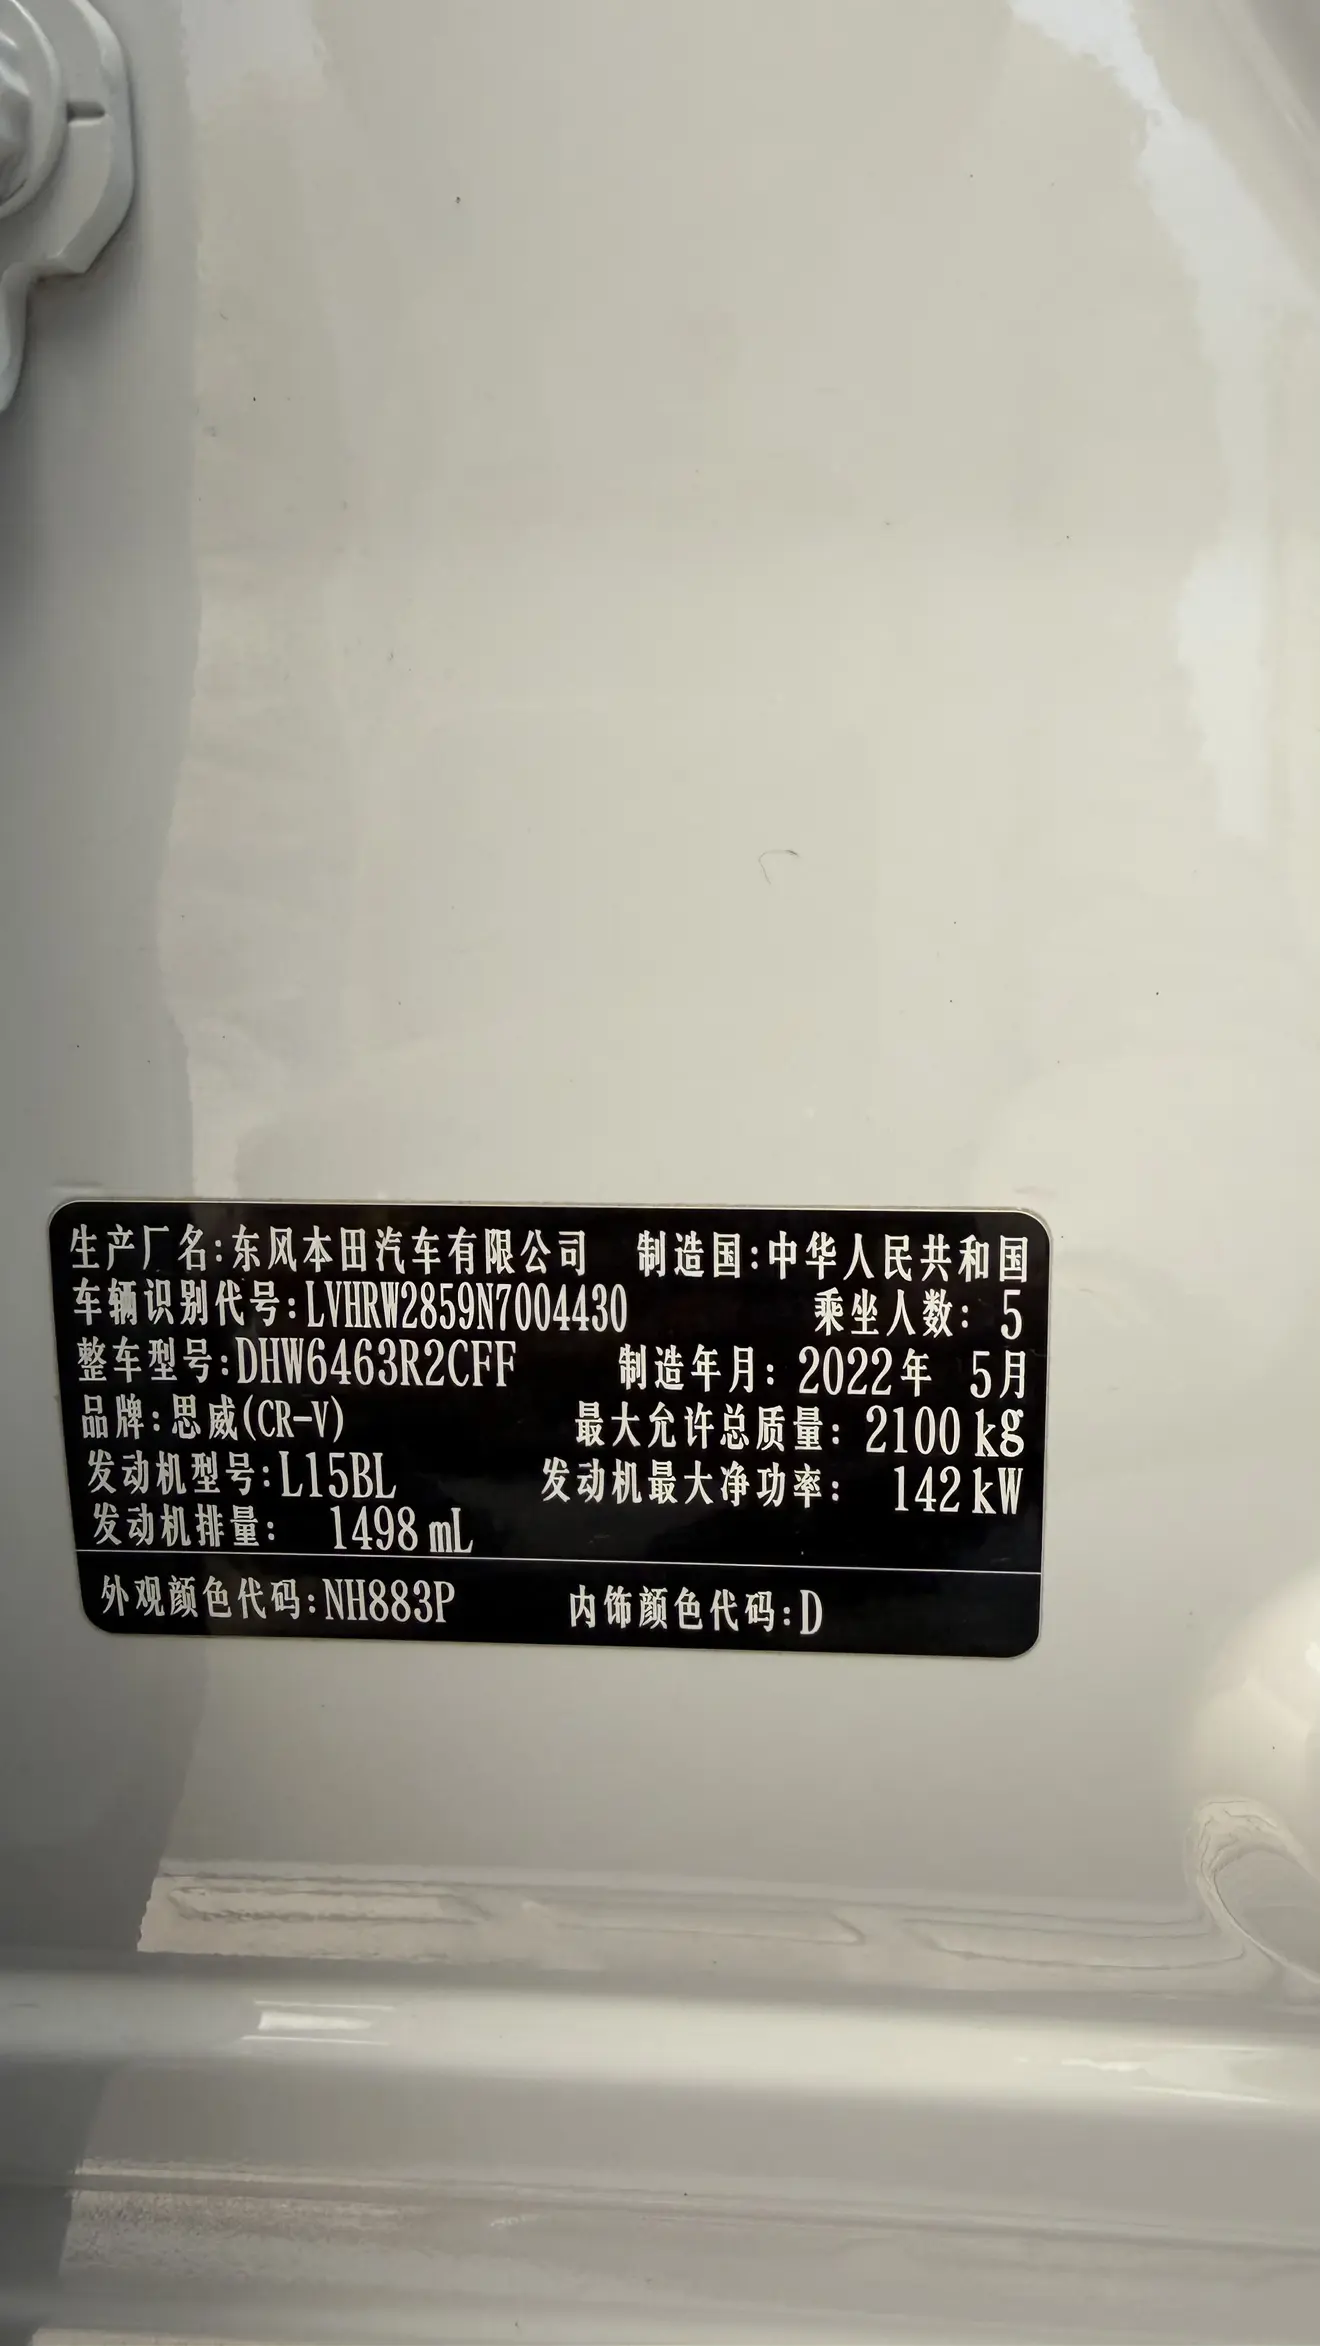 生产厂名:东风本田汽车有限公司 制造国:中华人民共和国
车辆识别代号:LVHRW2859N7004430 乘坐人数: 5
整车型号:DHW6463R2CFF 制造年月: 2022年 5月
品牌:思威(CR-V) 最大允许总质量: 2100 kg
发动机型号:L15BL 发动机最大净功率: 142 kW
发动机排量: 1498 mL
外观颜色代码:NH883P 内饰颜色代码:D